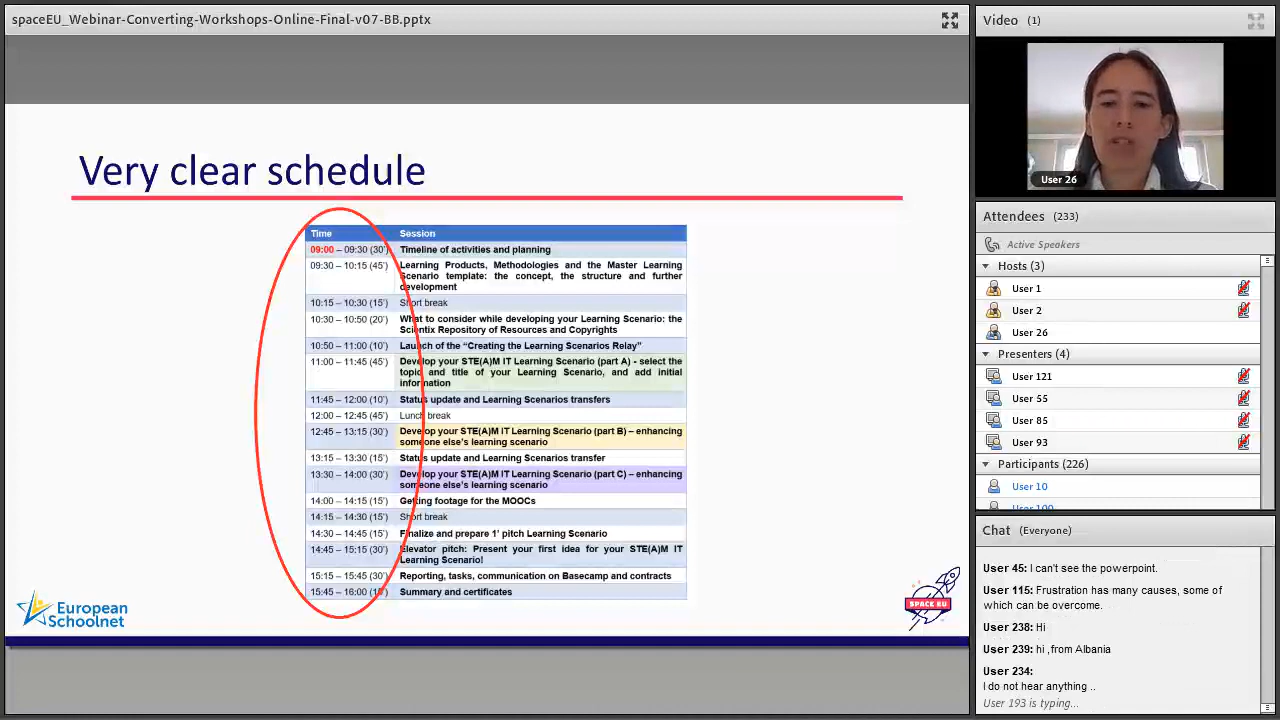 spaceEU_Webinar-Converting-Workshops-Online-Final-v07-BB.pptx
Very clear schedule
Time Session
09:00 – 09:30 (30') Timeline of activities and planning
09:30 – 10:15 (45') Learning Products, Methodologies and the Master Learning
Scenario template: the concept, the structure and further
development
10:15 – 10:30 (15') Short break
10:30 – 10:50 (20') What to consider while developing your Learning Scenario: the
Scientix Repository of Resources and Copyrights
10:50 – 11:00 (10') Launch of the “Creating the Learning Scenarios Relay”
11:00 – 11:45 (45') Develop your STE(A)M IT Learning Scenario (part A) - select the
topic and title of your Learning Scenario, and add initial
information
11:45 – 12:00 (10') Status update and Learning Scenarios transfers
12:00 – 12:45 (45') Lunch break
12:45 – 13:15 (30') Develop your STE(A)M IT Learning Scenario (part B) – enhancing
someone else's learning scenario
13:15 – 13:30 (15') Status update and Learning Scenarios transfer
13:30 – 14:00 (30') Develop your STE(A)M IT Learning Scenario (part C) – enhancing
someone else's learning scenario
14:00 – 14:15 (15') Getting footage for the MOOCs
14:15 – 14:30 (15') Short break
14:30 – 14:45 (15') Finalize and prepare 1' pitch Learning Scenario
14:45 – 15:15 (30') Elevator pitch: Present your first idea for your STE(A)M IT
Learning Scenario!
15:15 – 15:45 (30') Reporting, tasks, communication on Basecamp and contracts
15:45 – 16:00 (15') Summary and certificates
European
Schoolnet
SPACE EU
Video (1)
User 26
Attendees (233)
Active Speakers
Hosts (3)
User 1
User 2
User 26
Presenters (4)
User 121
User 55
User 85
User 93
Participants (226)
User 10
User 100
Chat (Everyone)
User 45: I can't see the powerpoint.
User 115: Frustration has many causes, some of
which can be overcome.
User 238: Hi
User 239: hi ,from Albania
User 234:
I do not hear anything ..
User 193 is typing...